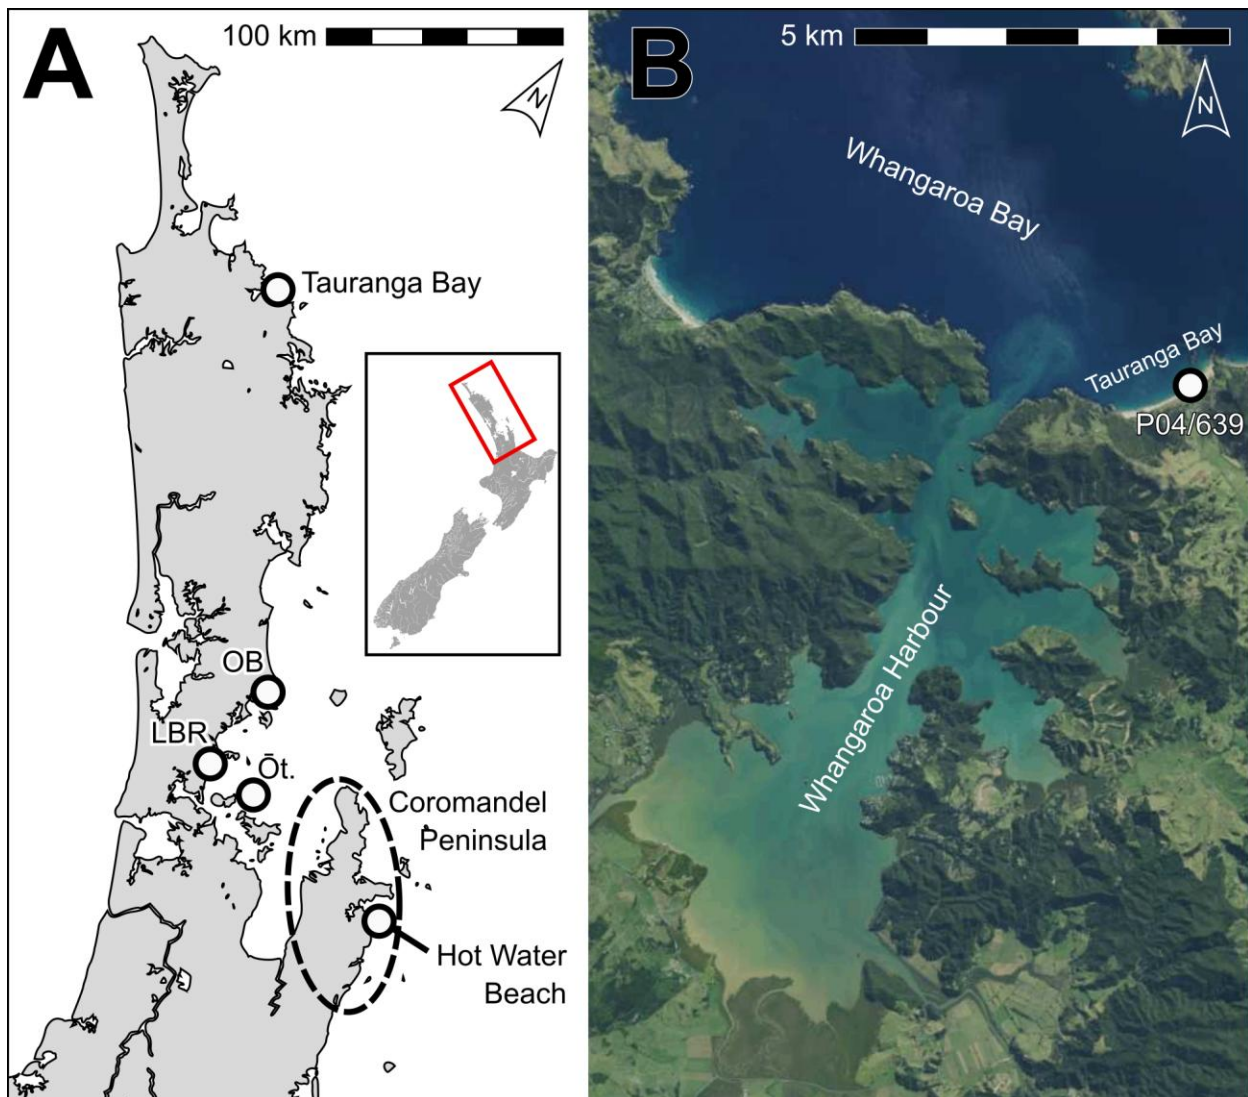 A
100 km
N
Tauranga Bay
OB
LBR
Ōt.
Coromandel
Peninsula
Hot Water
Beach
B
5 km
N
Whangaroa Bay
Tauranga Bay
P04/639
Whangaroa Harbour